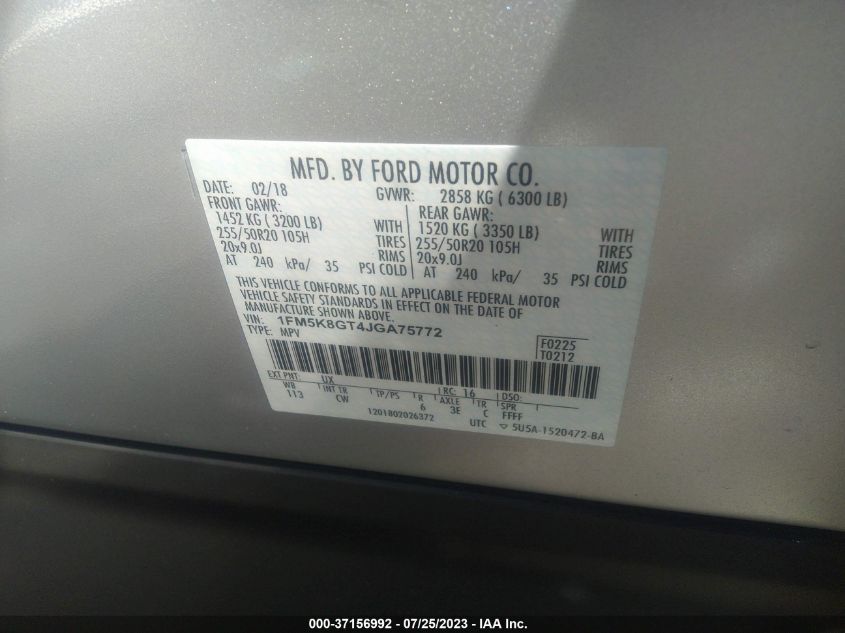 MFD. BY FORD MOTOR CO.
DATE: 02/18 GVWR: 2858 KG ( 6300 LB)
FRONT GAWR: REAR GAWR:
1452 KG ( 3200 LB) WITH 1520 KG ( 3350 LB) WITH
255/50R20 105H TIRES 255/50R20 105H TIRES
20x9.0J RIMS 20x9.0J RIMS
AT 240 kPa/ 35 PSI COLD AT 240 kPa/ 35 PSI COLD
THIS VEHICLE CONFORMS TO ALL APPLICABLE FEDERAL MOTOR
VEHICLE SAFETY STANDARDS IN EFFECT ON THE DATE OF
MANUFACTURE SHOWN ABOVE.
VIN: 1FM5K8GT4JGA75772
TYPE: MPV
F0225
T0212
EXT PNT: UX RC: 16 DSO:
WB INT TR TP/PS R AXLE TR SPR
113 CW 6 3E C FFFF
1201802026372 UTC ▽ 5U5A-1520472-BA
000-37156992 - 07/25/2023 - IAA Inc.